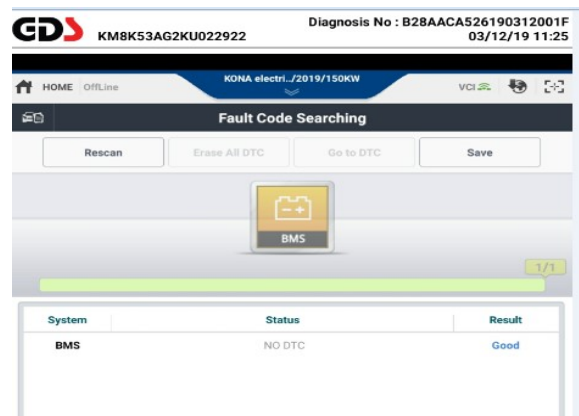 GDS KM8K53AG2KU022922 Diagnosis No : B28AACA526190312001F
03/12/19 11:25
HOME OffLine KONA electri../2019/150KW VCI
Fault Code Searching
Rescan Erase All DTC Go to DTC Save
BMS
1/1
System Status Result
BMS NO DTC Good